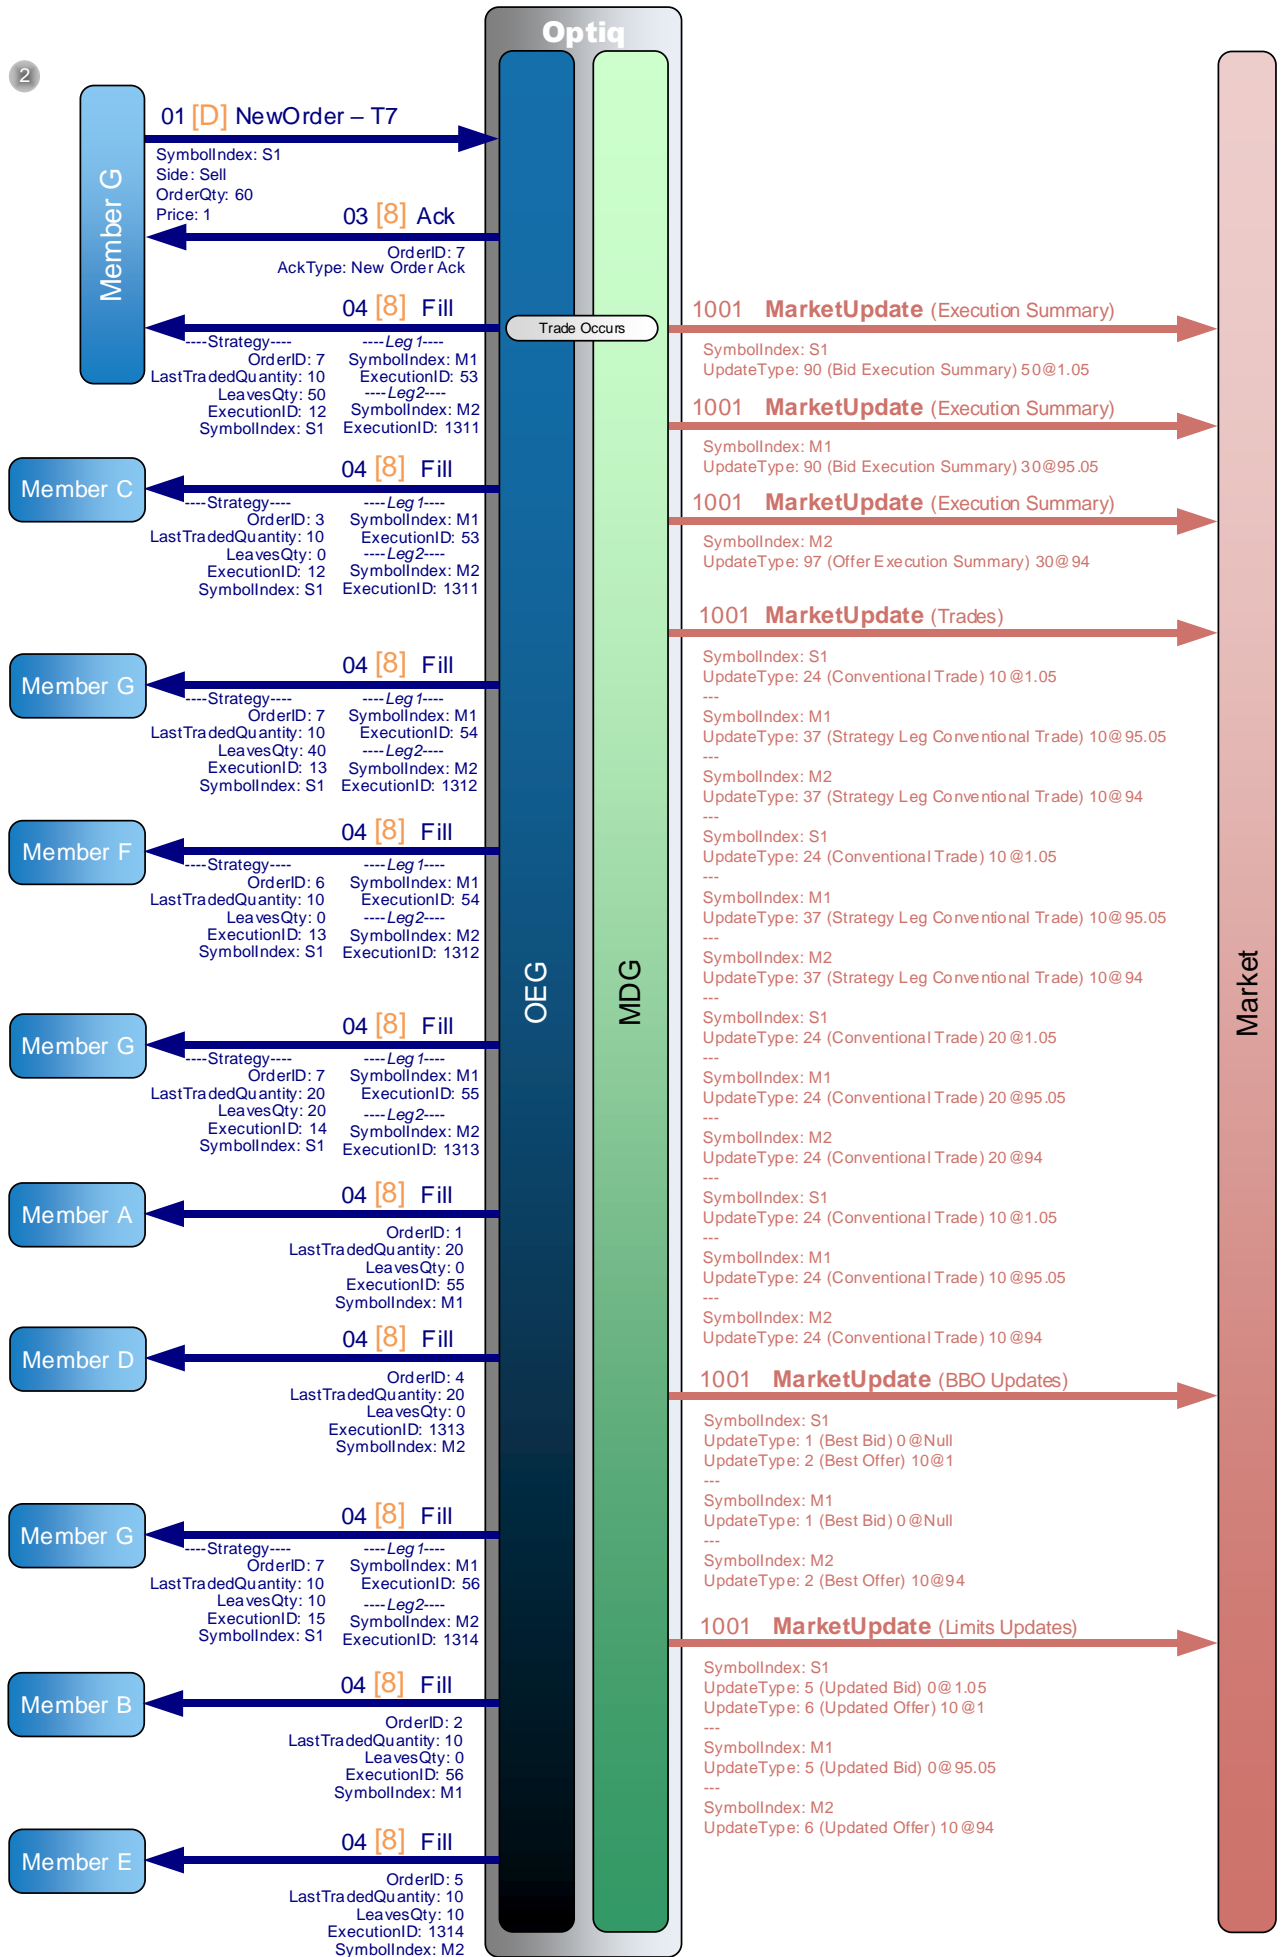 Optiq
2
Member G
01 [D] NewOrder – T7
SymbolIndex: S1
Side: Sell
OrderQty: 60
Price: 1
03 [8] Ack
OrderID: 7
AckType: New Order Ack
04 [8] Fill
Trade Occurs
----Strategy----
OrderID: 7
LastTradedQuantity: 10
LeavesQty: 50
ExecutionID: 12
SymbolIndex: S1
----Leg1----
SymbolIndex: M1
ExecutionID: 53
----Leg2----
SymbolIndex: M2
ExecutionID: 1311
Member C
04 [8] Fill
----Strategy----
OrderID: 3
LastTradedQuantity: 10
LeavesQty: 0
ExecutionID: 12
SymbolIndex: S1
----Leg1----
SymbolIndex: M1
ExecutionID: 53
----Leg2----
SymbolIndex: M2
ExecutionID: 1311
Member G
04 [8] Fill
----Strategy----
OrderID: 7
LastTradedQuantity: 10
LeavesQty: 40
ExecutionID: 13
SymbolIndex: S1
----Leg1----
SymbolIndex: M1
ExecutionID: 54
----Leg2----
SymbolIndex: M2
ExecutionID: 1312
Member F
04 [8] Fill
----Strategy----
OrderID: 6
LastTradedQuantity: 10
LeavesQty: 0
ExecutionID: 13
SymbolIndex: S1
----Leg1----
SymbolIndex: M1
ExecutionID: 54
----Leg2----
SymbolIndex: M2
ExecutionID: 1312
Member G
04 [8] Fill
----Strategy----
OrderID: 7
LastTradedQuantity: 20
LeavesQty: 20
ExecutionID: 14
SymbolIndex: S1
----Leg1----
SymbolIndex: M1
ExecutionID: 55
----Leg2----
SymbolIndex: M2
ExecutionID: 1313
Member A
04 [8] Fill
OrderID: 1
LastTradedQuantity: 20
LeavesQty: 0
ExecutionID: 55
SymbolIndex: M1
Member D
04 [8] Fill
OrderID: 4
LastTradedQuantity: 20
LeavesQty: 0
ExecutionID: 1313
SymbolIndex: M2
Member G
04 [8] Fill
----Strategy----
OrderID: 7
LastTradedQuantity: 10
LeavesQty: 10
ExecutionID: 15
SymbolIndex: S1
----Leg1----
SymbolIndex: M1
ExecutionID: 56
----Leg2----
SymbolIndex: M2
ExecutionID: 1314
Member B
04 [8] Fill
OrderID: 2
LastTradedQuantity: 10
LeavesQty: 0
ExecutionID: 56
SymbolIndex: M1
Member E
04 [8] Fill
OrderID: 5
LastTradedQuantity: 10
LeavesQty: 10
ExecutionID: 1314
SymbolIndex: M2
OEG
MDG
1001 MarketUpdate (Execution Summary)
SymbolIndex: S1
UpdateType: 90 (Bid Execution Summary) 50@1.05
1001 MarketUpdate (Execution Summary)
SymbolIndex: M1
UpdateType: 90 (Bid Execution Summary) 30@95.05
1001 MarketUpdate (Execution Summary)
SymbolIndex: M2
UpdateType: 97 (Offer Execution Summary) 30@94
1001 MarketUpdate (Trades)
SymbolIndex: S1
UpdateType: 24 (Conventional Trade) 10@1.05
---
SymbolIndex: M1
UpdateType: 37 (Strategy Leg Conventional Trade) 10@95.05
---
SymbolIndex: M2
UpdateType: 37 (Strategy Leg Conventional Trade) 10@94
---
SymbolIndex: S1
UpdateType: 24 (Conventional Trade) 10@1.05
---
SymbolIndex: M1
UpdateType: 37 (Strategy Leg Conventional Trade) 10@95.05
---
SymbolIndex: M2
UpdateType: 37 (Strategy Leg Conventional Trade) 10@94
---
SymbolIndex: S1
UpdateType: 24 (Conventional Trade) 20@1.05
---
SymbolIndex: M1
UpdateType: 24 (Conventional Trade) 20@95.05
---
SymbolIndex: M2
UpdateType: 24 (Conventional Trade) 20@94
---
SymbolIndex: S1
UpdateType: 24 (Conventional Trade) 10@1.05
---
SymbolIndex: M1
UpdateType: 24 (Conventional Trade) 10@95.05
---
SymbolIndex: M2
UpdateType: 24 (Conventional Trade) 10@94
1001 MarketUpdate (BBO Updates)
SymbolIndex: S1
UpdateType: 1 (Best Bid) 0@Null
UpdateType: 2 (Best Offer) 10@1
---
SymbolIndex: M1
UpdateType: 1 (Best Bid) 0@Null
---
SymbolIndex: M2
UpdateType: 2 (Best Offer) 10@94
1001 MarketUpdate (Limits Updates)
SymbolIndex: S1
UpdateType: 5 (Updated Bid) 0@1.05
UpdateType: 6 (Updated Offer) 10@1
---
SymbolIndex: M1
UpdateType: 5 (Updated Bid) 0@95.05
---
SymbolIndex: M2
UpdateType: 6 (Updated Offer) 10@94
Market